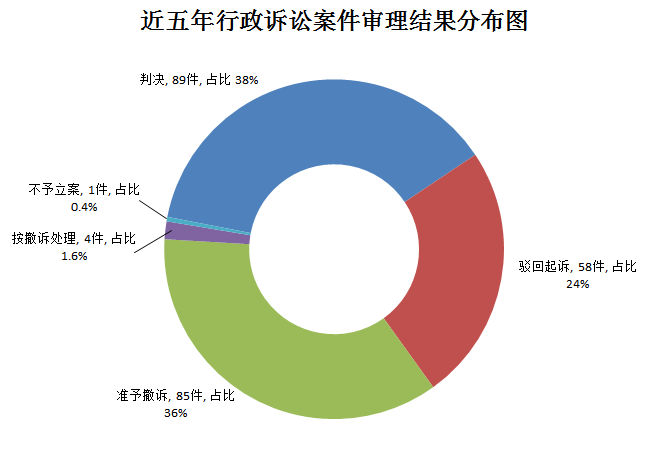 近五年行政诉讼案件审理结果分布图
判决, 89件, 占比 38%
不予立案, 1件, 占比
0.4%
按撤诉处理, 4件, 占比
1.6%
驳回起诉, 58件, 占比
24%
准予撤诉, 85件, 占比
36%